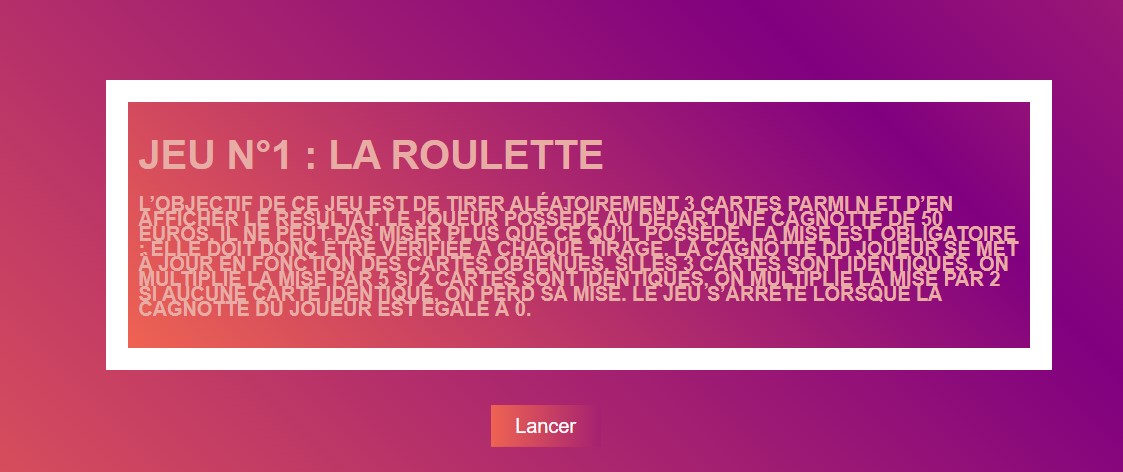 JEU N°1 : LA ROULETTE
L'OBJECTIF DE CE JEU EST DE TIRER ALÉATOIREMENT 3 CARTES PARMI N ET D'EN
AFFICHER LE RÉSULTAT. LE JOUEUR POSSÈDE AU DÉPART UNE CAGNOTTE DE 50
EUROS. IL NE PEUT PAS MISER PLUS QUE CE QU'IL POSSÈDE. LA MISE EST OBLIGATOIRE
: ELLE DOIT DONC ÊTRE VÉRIFIÉE À CHAQUE TIRAGE. LA CAGNOTTE DU JOUEUR SE MET
À JOUR EN FONCTION DES CARTES OBTENUES. SI LES 3 CARTES SONT IDENTIQUES, ON
MULTIPLIE LA MISE PAR 5 SI 2 CARTES SONT IDENTIQUES, ON MULTIPLIE LA MISE PAR 2
SI AUCUNE CARTE IDENTIQUE, ON PERD SA MISE. LE JEU S'ARRÊTE LORSQUE LA
CAGNOTTE DU JOUEUR EST ÉGALE À 0.
Lancer